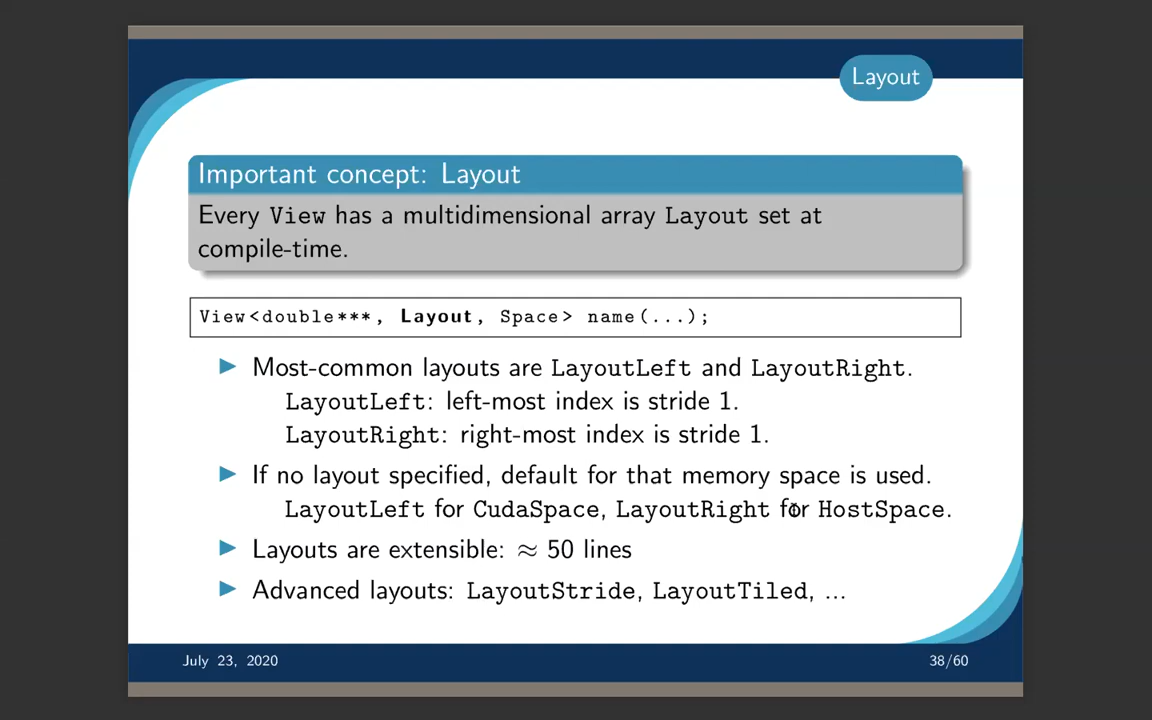 Layout
Important concept: Layout
Every View has a multidimensional array Layout set at
compile-time.
View<double***, Layout, Space> name(...);
▶ Most-common layouts are LayoutLeft and LayoutRight.
LayoutLeft: left-most index is stride 1.
LayoutRight: right-most index is stride 1.
▶ If no layout specified, default for that memory space is used.
LayoutLeft for CudaSpace, LayoutRight for HostSpace.
▶ Layouts are extensible: ≈ 50 lines
▶ Advanced layouts: LayoutStride, LayoutTiled, ...
July 23, 2020
38/60